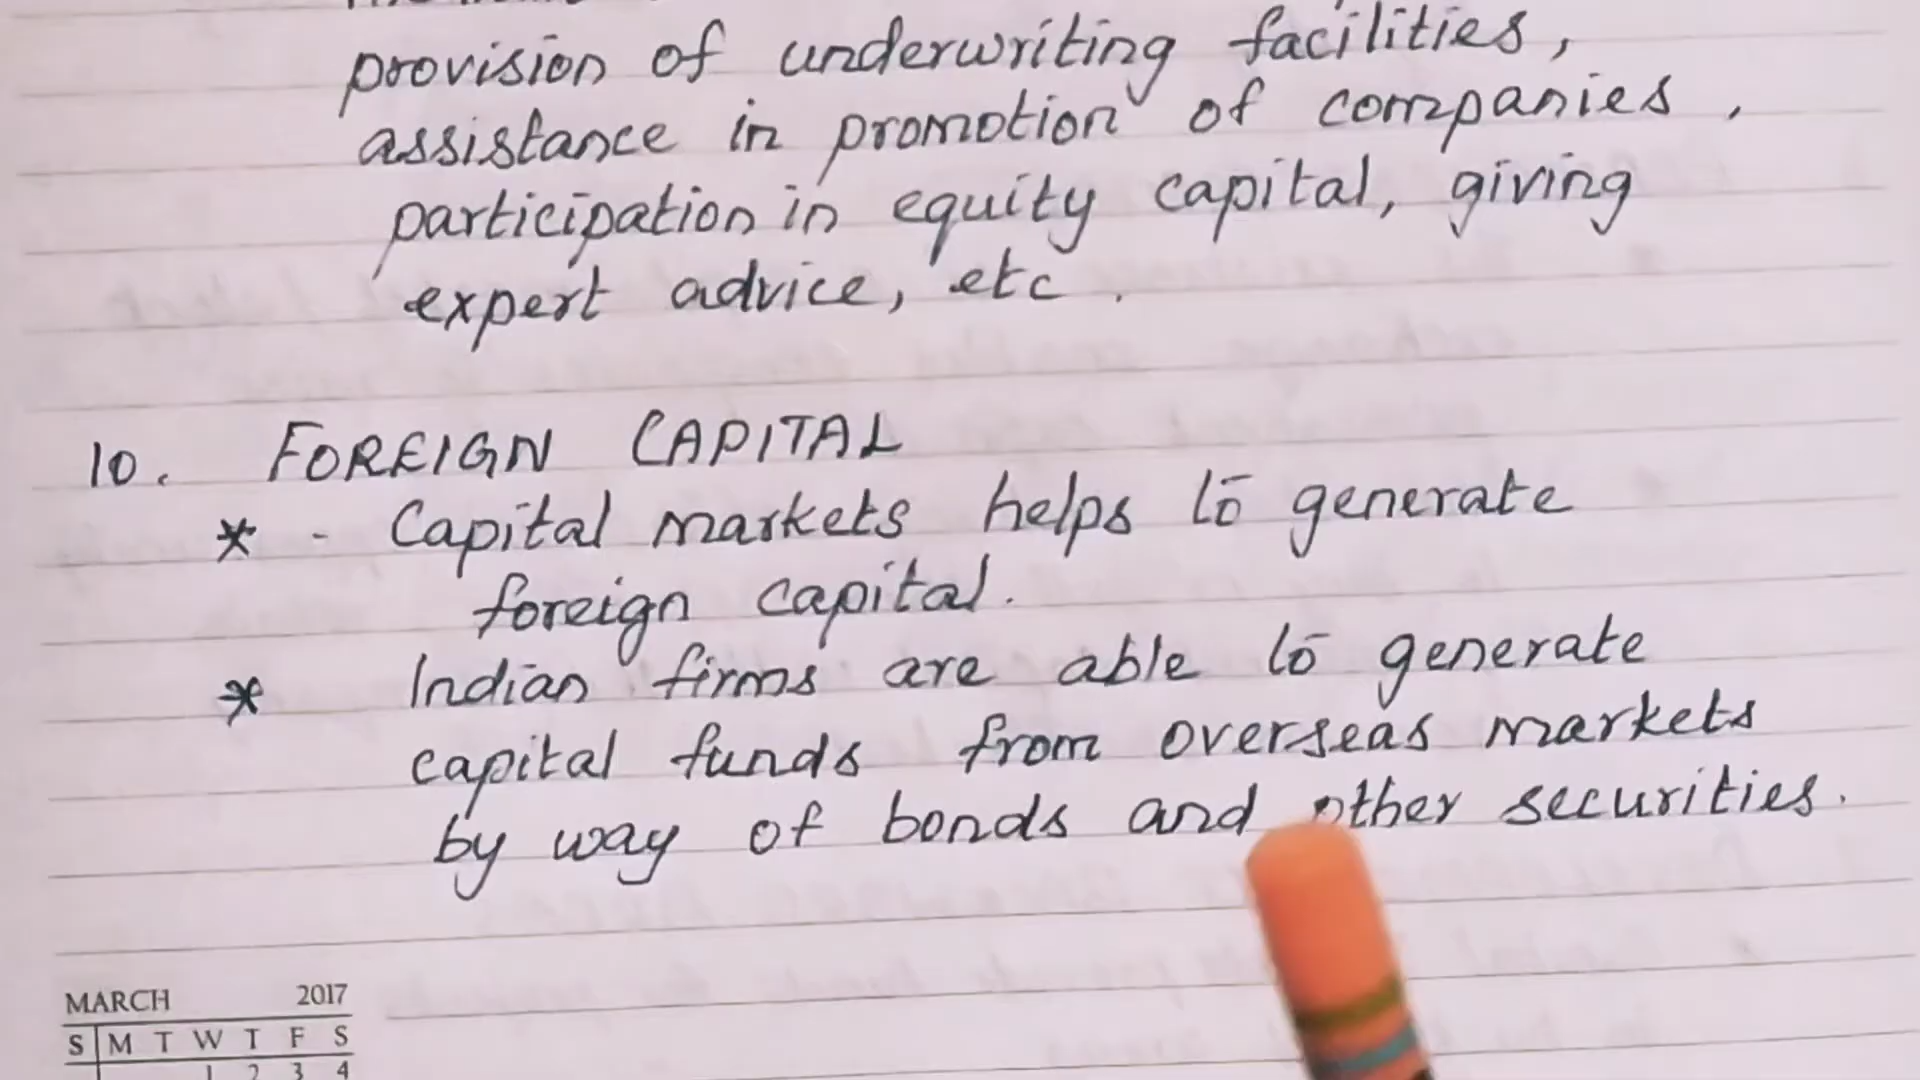 provision of underwriting facilities,
assistance in promotion of companies,
participation in equity capital, giving
expert advice, etc.
10. FOREIGN CAPITAL
* - Capital markets helps to generate
foreign capital.
* Indian firms are able to generate
capital funds from overseas markets
by way of bonds and other securities.
MARCH 2017
S M T W T F S
1 2 3 4